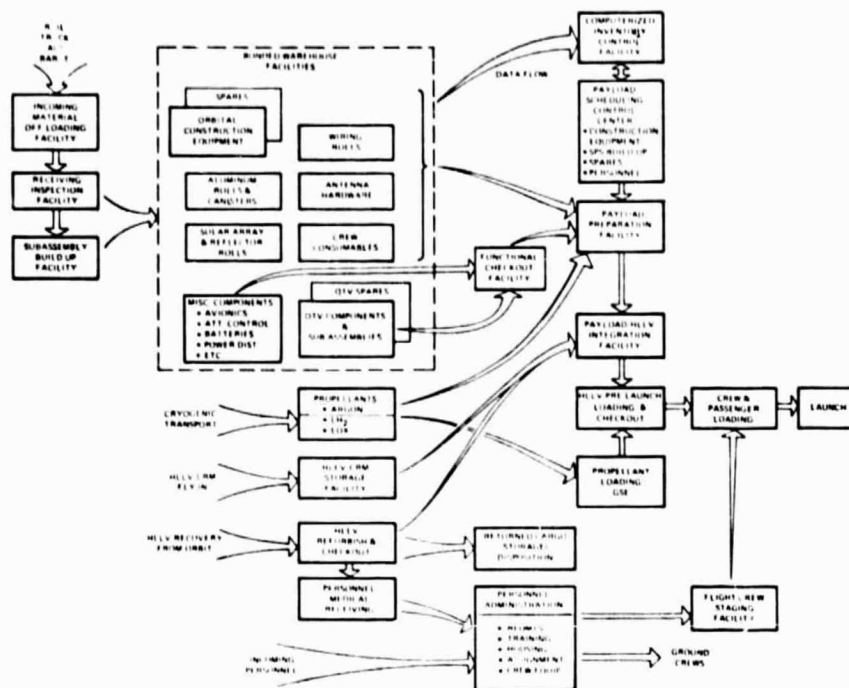 RAIL
TRUCK
AIR
BARGE
INCOMING
MATERIAL
OFF LOADING
FACILITY
RECEIVING
INSPECTION
FACILITY
SUBASSEMBLY
BUILD UP
FACILITY
BONDED WAREHOUSE
FACILITIES
SPARES
ORBITAL
CONSTRUCTION
EQUIPMENT
WIRING
ROLLS
ALUMINUM
ROLLS &
CANISTERS
ANTENNA
HARDWARE
SOLAR ARRAY
& REFLECTOR
ROLLS
CREW
CONSUMABLES
MISC COMPONENTS
• AVIONICS
• ATT. CONTROL
• BATTERIES
• POWER DIST
• ETC
OTV SPARES
OTV COMPONENTS
&
SUBASSEMBLIES
FUNCTIONAL
CHECKOUT
FACILITY
DATA FLOW
COMPUTERIZED
INVENTORY
CONTROL
FACILITY
PAYLOAD
SCHEDULING
CONTROL
CENTER
• CONSTRUCTION
EQUIPMENT
• SPS BUILD UP
• SPARES
• PERSONNEL
PAYLOAD
PREPARATION
FACILITY
PAYLOAD/HLLV
INTEGRATION
FACILITY
HLLV PRE LAUNCH
LOADING &
CHECKOUT
CREW &
PASSENGER
LOADING
LAUNCH
PROPELLANT
LOADING
GSE
CRYOGENIC
TRANSPORT
PROPELLANTS
• ARGON
• LH2
• LOX
HLLV/CRM
FLY IN
HLLV/CRM
STORAGE
FACILITY
HLLV RECOVERY
FROM ORBIT
HLLV
REFURBISH &
CHECKOUT
RETURNED CARGO
STORAGE/
DISPOSITION
PERSONNEL
MEDICAL
RECEIVING
PERSONNEL
ADMINISTRATION
• TRAINING
• HOUSING
• ASSIGNMENT
• CREW EQUIP
INCOMING
PERSONNEL
FLIGHT CREW
STAGING
FACILITY
GROUND
CREWS